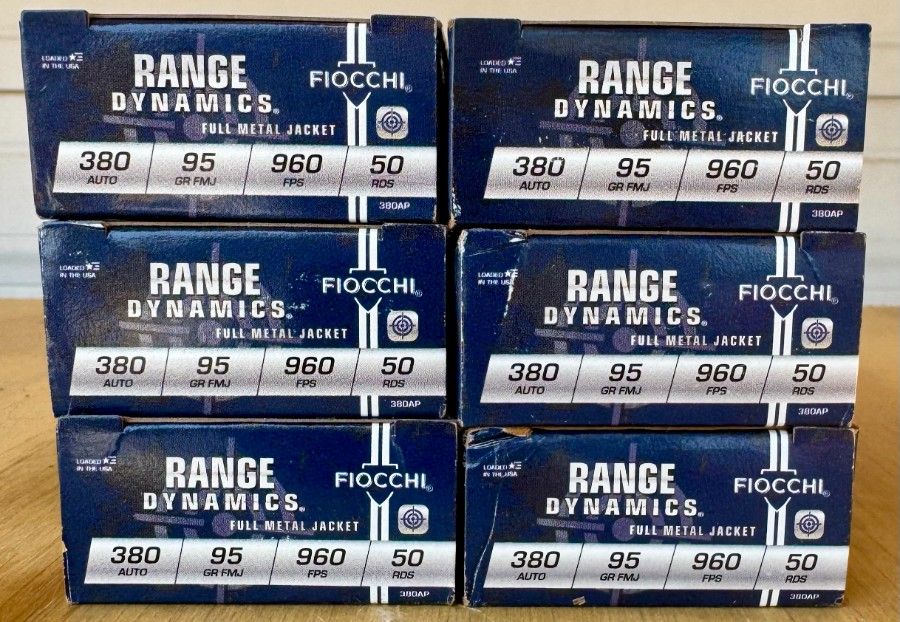 LOADED IN THE USA
RANGE
DYNAMICS®
FIOCCHI®
FULL METAL JACKET
380 AUTO 95 GR FMJ 960 FPS 50 RDS
380AP
LOADED IN THE USA
RANGE
DYNAMICS®
FIOCCHI®
FULL METAL JACKET
380 AUTO 95 GR FMJ 960 FPS 50 RDS
380AP
LOADED IN THE USA
RANGE
DYNAMICS®
FIOCCHI®
FULL METAL JACKET
380 AUTO 95 GR FMJ 960 FPS 50 RDS
380AP
LOADED IN THE USA
RANGE
DYNAMICS®
FIOCCHI®
FULL METAL JACKET
380 AUTO 95 GR FMJ 960 FPS 50 RDS
380AP
LOADED IN THE USA
RANGE
DYNAMICS®
FIOCCHI®
FULL METAL JACKET
380 AUTO 95 GR FMJ 960 FPS 50 RDS
380AP
LOADED IN THE USA
RANGE
DYNAMICS®
FIOCCHI®
FULL METAL JACKET
380 AUTO 95 GR FMJ 960 FPS 50 RDS
380AP